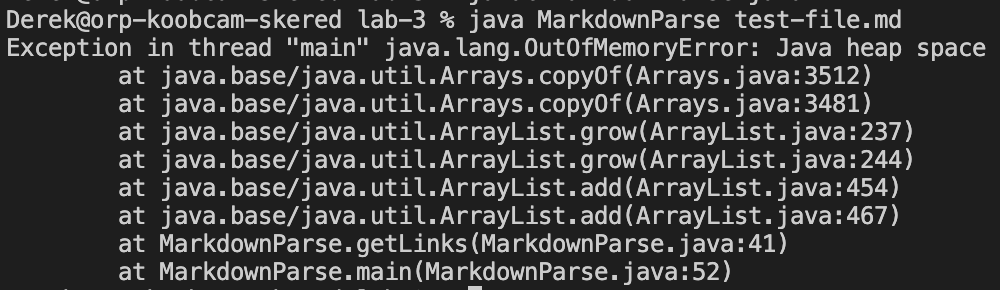 Derek@orp-koobcam-skered lab-3 % java MarkdownParse test-file.md
Exception in thread "main" java.lang.OutOfMemoryError: Java heap space
at java.base/java.util.Arrays.copyOf(Arrays.java:3512)
at java.base/java.util.Arrays.copyOf(Arrays.java:3481)
at java.base/java.util.ArrayList.grow(ArrayList.java:237)
at java.base/java.util.ArrayList.grow(ArrayList.java:244)
at java.base/java.util.ArrayList.add(ArrayList.java:454)
at java.base/java.util.ArrayList.add(ArrayList.java:467)
at MarkdownParse.getLinks(MarkdownParse.java:41)
at MarkdownParse.main(MarkdownParse.java:52)